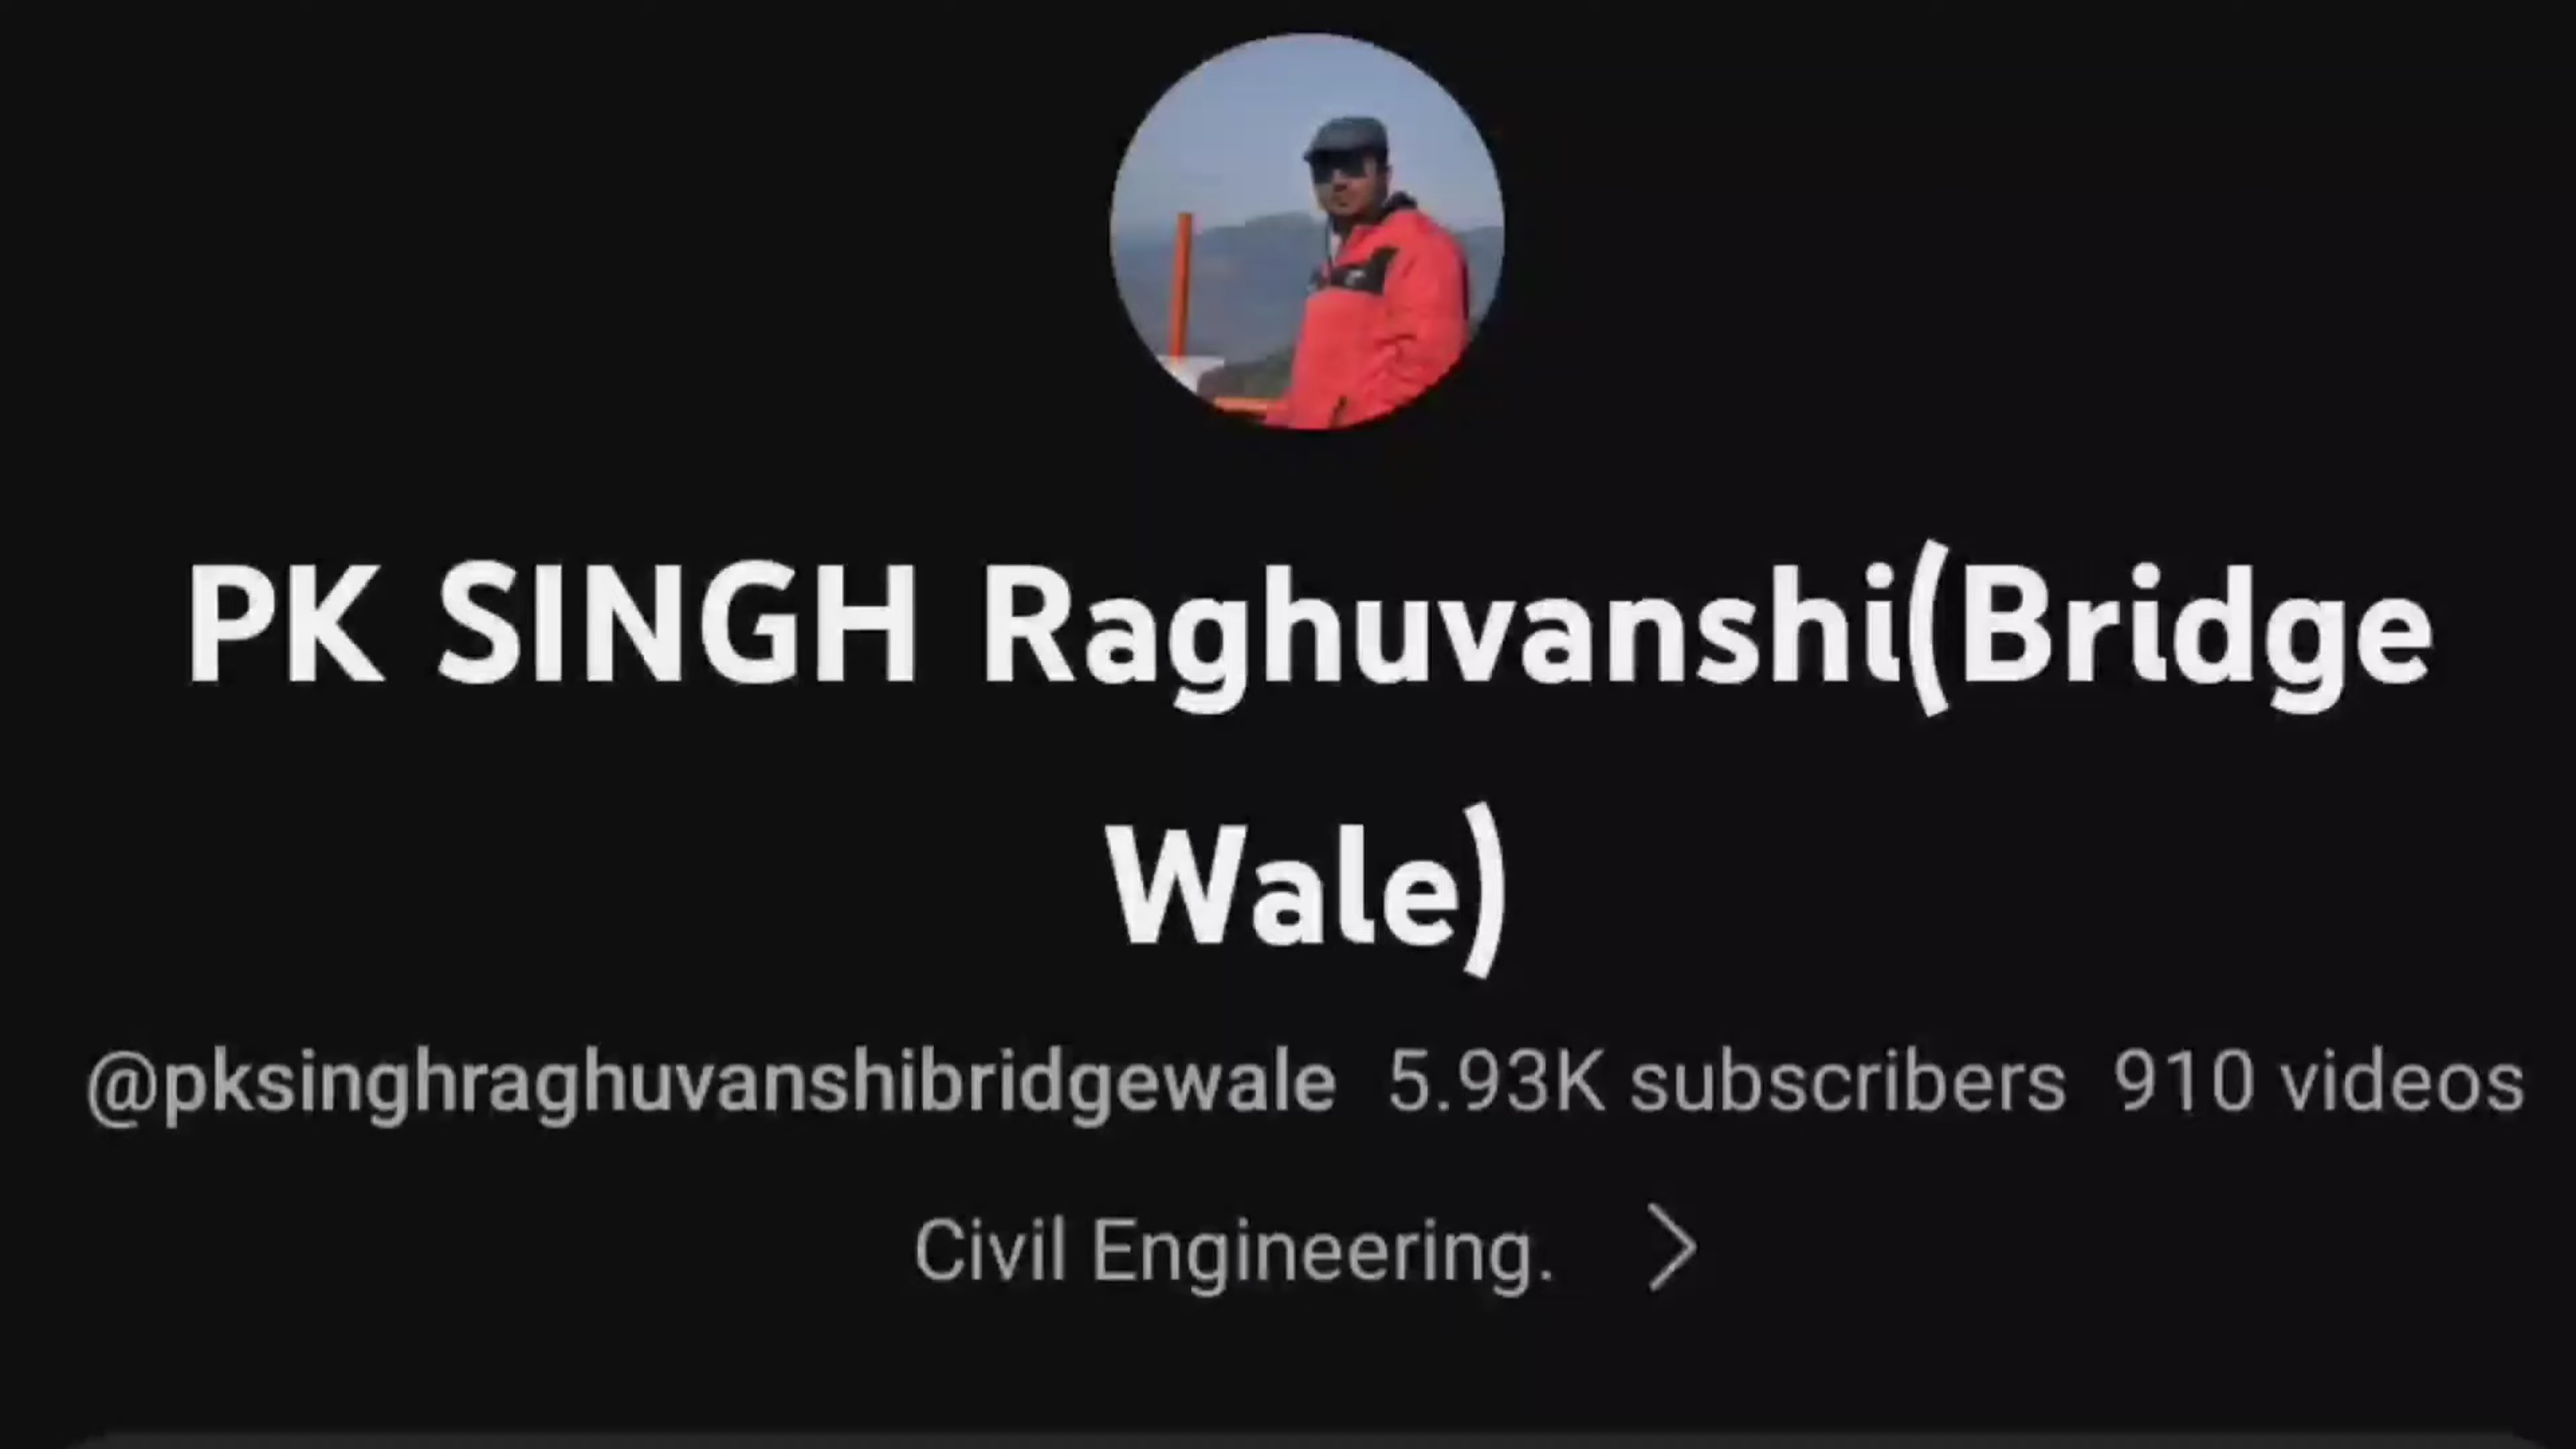 PK SINGH Raghuvanshi(Bridge
Wale)
@pksinghraghuvanshibridgewale 5.93K subscribers 910 videos
Civil Engineering.